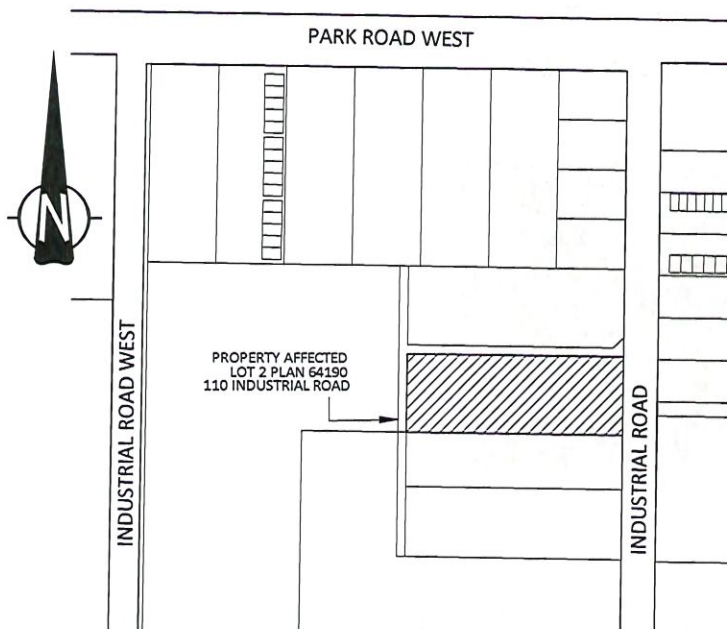 PARK ROAD WEST
N
PROPERTY AFFECTED
LOT 2 PLAN 64190
110 INDUSTRIAL ROAD
INDUSTRIAL ROAD WEST
INDUSTRIAL ROAD